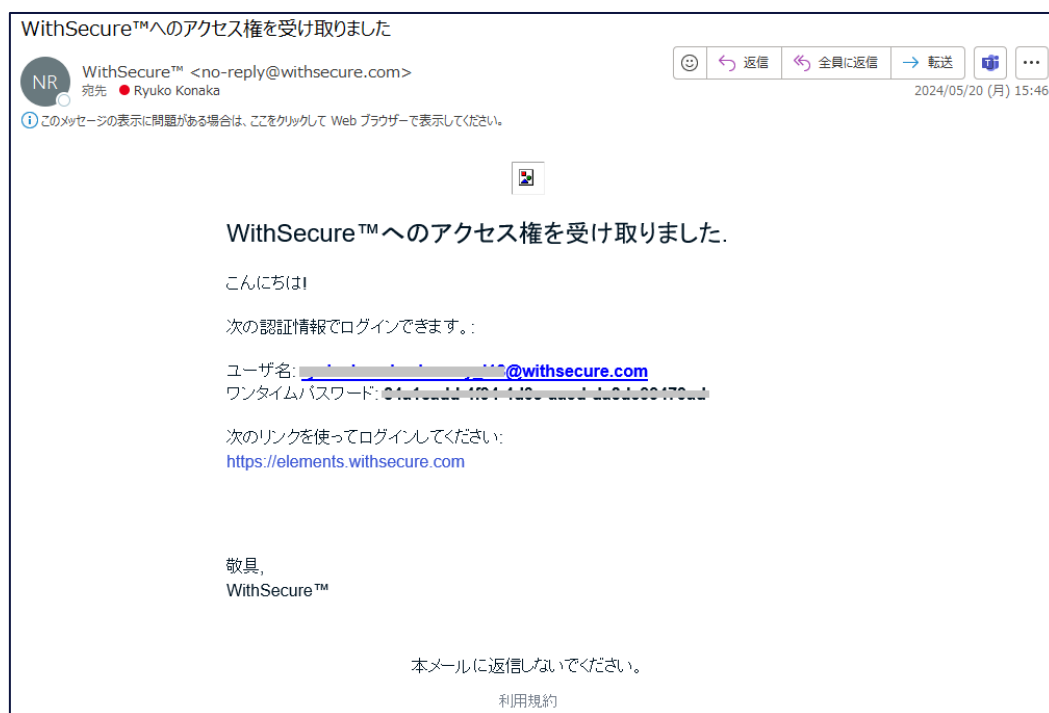 WithSecure™へのアクセス権を受け取りました
NR
WithSecure™ <no-reply@withsecure.com>
宛先 Ryuko Konaka
返信
全員に返信
転送
2024/05/20 (月) 15:46
このメッセージの表示に問題がある場合は、ここをクリックして Web ブラウザーで表示してください。
WithSecure™へのアクセス権を受け取りました.
こんにちは!
次の認証情報でログインできます。:
ユーザ名: @withsecure.com
ワンタイムパスワード:
次のリンクを使ってログインしてください:
https://elements.withsecure.com
敬具,
WithSecure™
本メールに返信しないでください。
利用規約